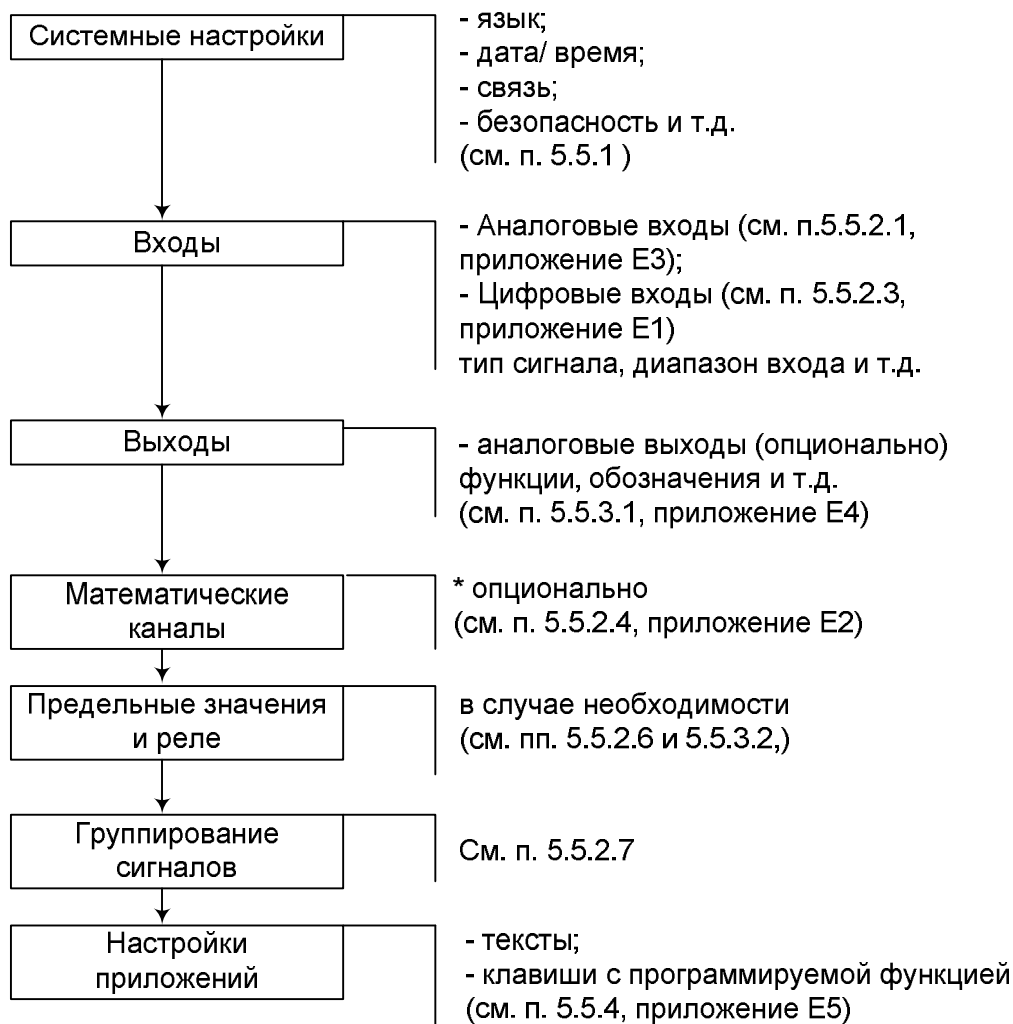 Системные настройки
- язык;
- дата/ время;
- связь;
- безопасность и т.д.
(см. п. 5.5.1 )
Входы
- Аналоговые входы (см. п.5.5.2.1,
приложение Е3);
- Цифровые входы (см. п. 5.5.2.3,
приложение Е1)
тип сигнала, диапазон входа и т.д.
Выходы
- аналоговые выходы (опционально)
функции, обозначения и т.д.
(см. п. 5.5.3.1, приложение Е4)
Математические
каналы
* опционально
(см. п. 5.5.2.4, приложение Е2)
Предельные значения
и реле
в случае необходимости
(см. пп. 5.5.2.6 и 5.5.3.2,)
Группирование
сигналов
См. п. 5.5.2.7
Настройки
приложений
- тексты;
- клавиши с программируемой функцией
(см. п. 5.5.4, приложение Е5)